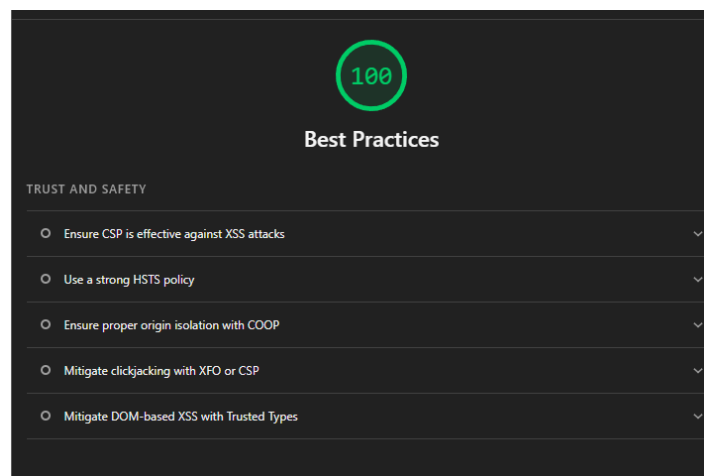 100
Best Practices
TRUST AND SAFETY
Ensure CSP is effective against XSS attacks
Use a strong HSTS policy
Ensure proper origin isolation with COOP
Mitigate clickjacking with XFO or CSP
Mitigate DOM-based XSS with Trusted Types